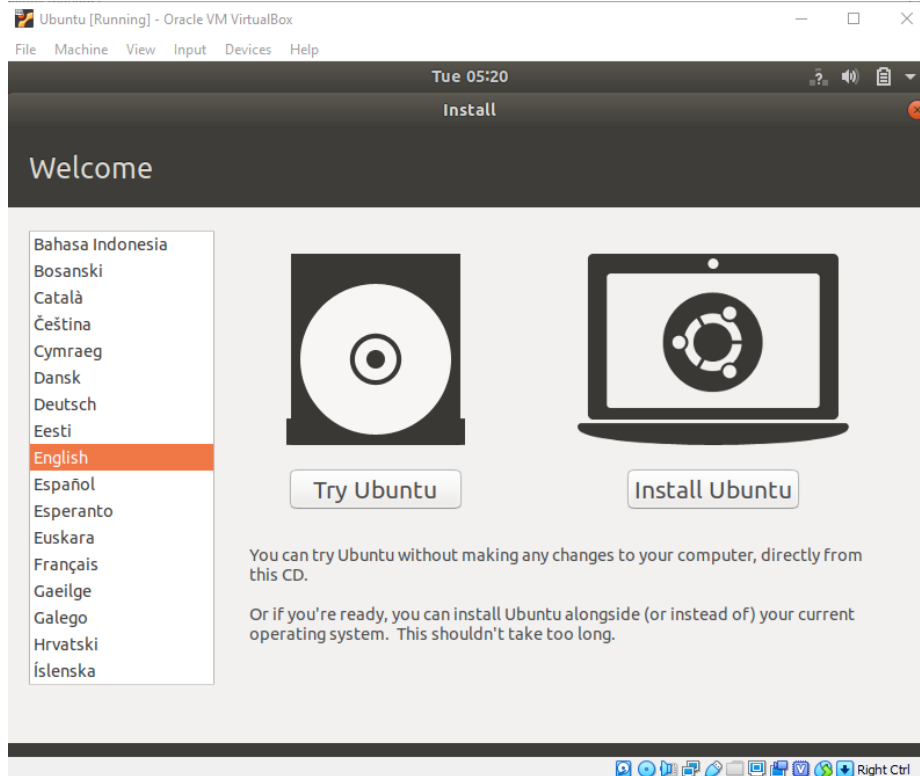 Ubuntu [Running] - Oracle VM VirtualBox
File Machine View Input Devices Help
Tue 05:20
Install
Welcome
Bahasa Indonesia
Bosanski
Català
Čeština
Cymraeg
Dansk
Deutsch
Eesti
English
Español
Esperanto
Euskara
Français
Gaeilge
Galego
Hrvatski
Íslenska
Try Ubuntu
Install Ubuntu
You can try Ubuntu without making any changes to your computer, directly from
this CD.
Or if you're ready, you can install Ubuntu alongside (or instead of) your current
operating system. This shouldn't take too long.
Right Ctrl